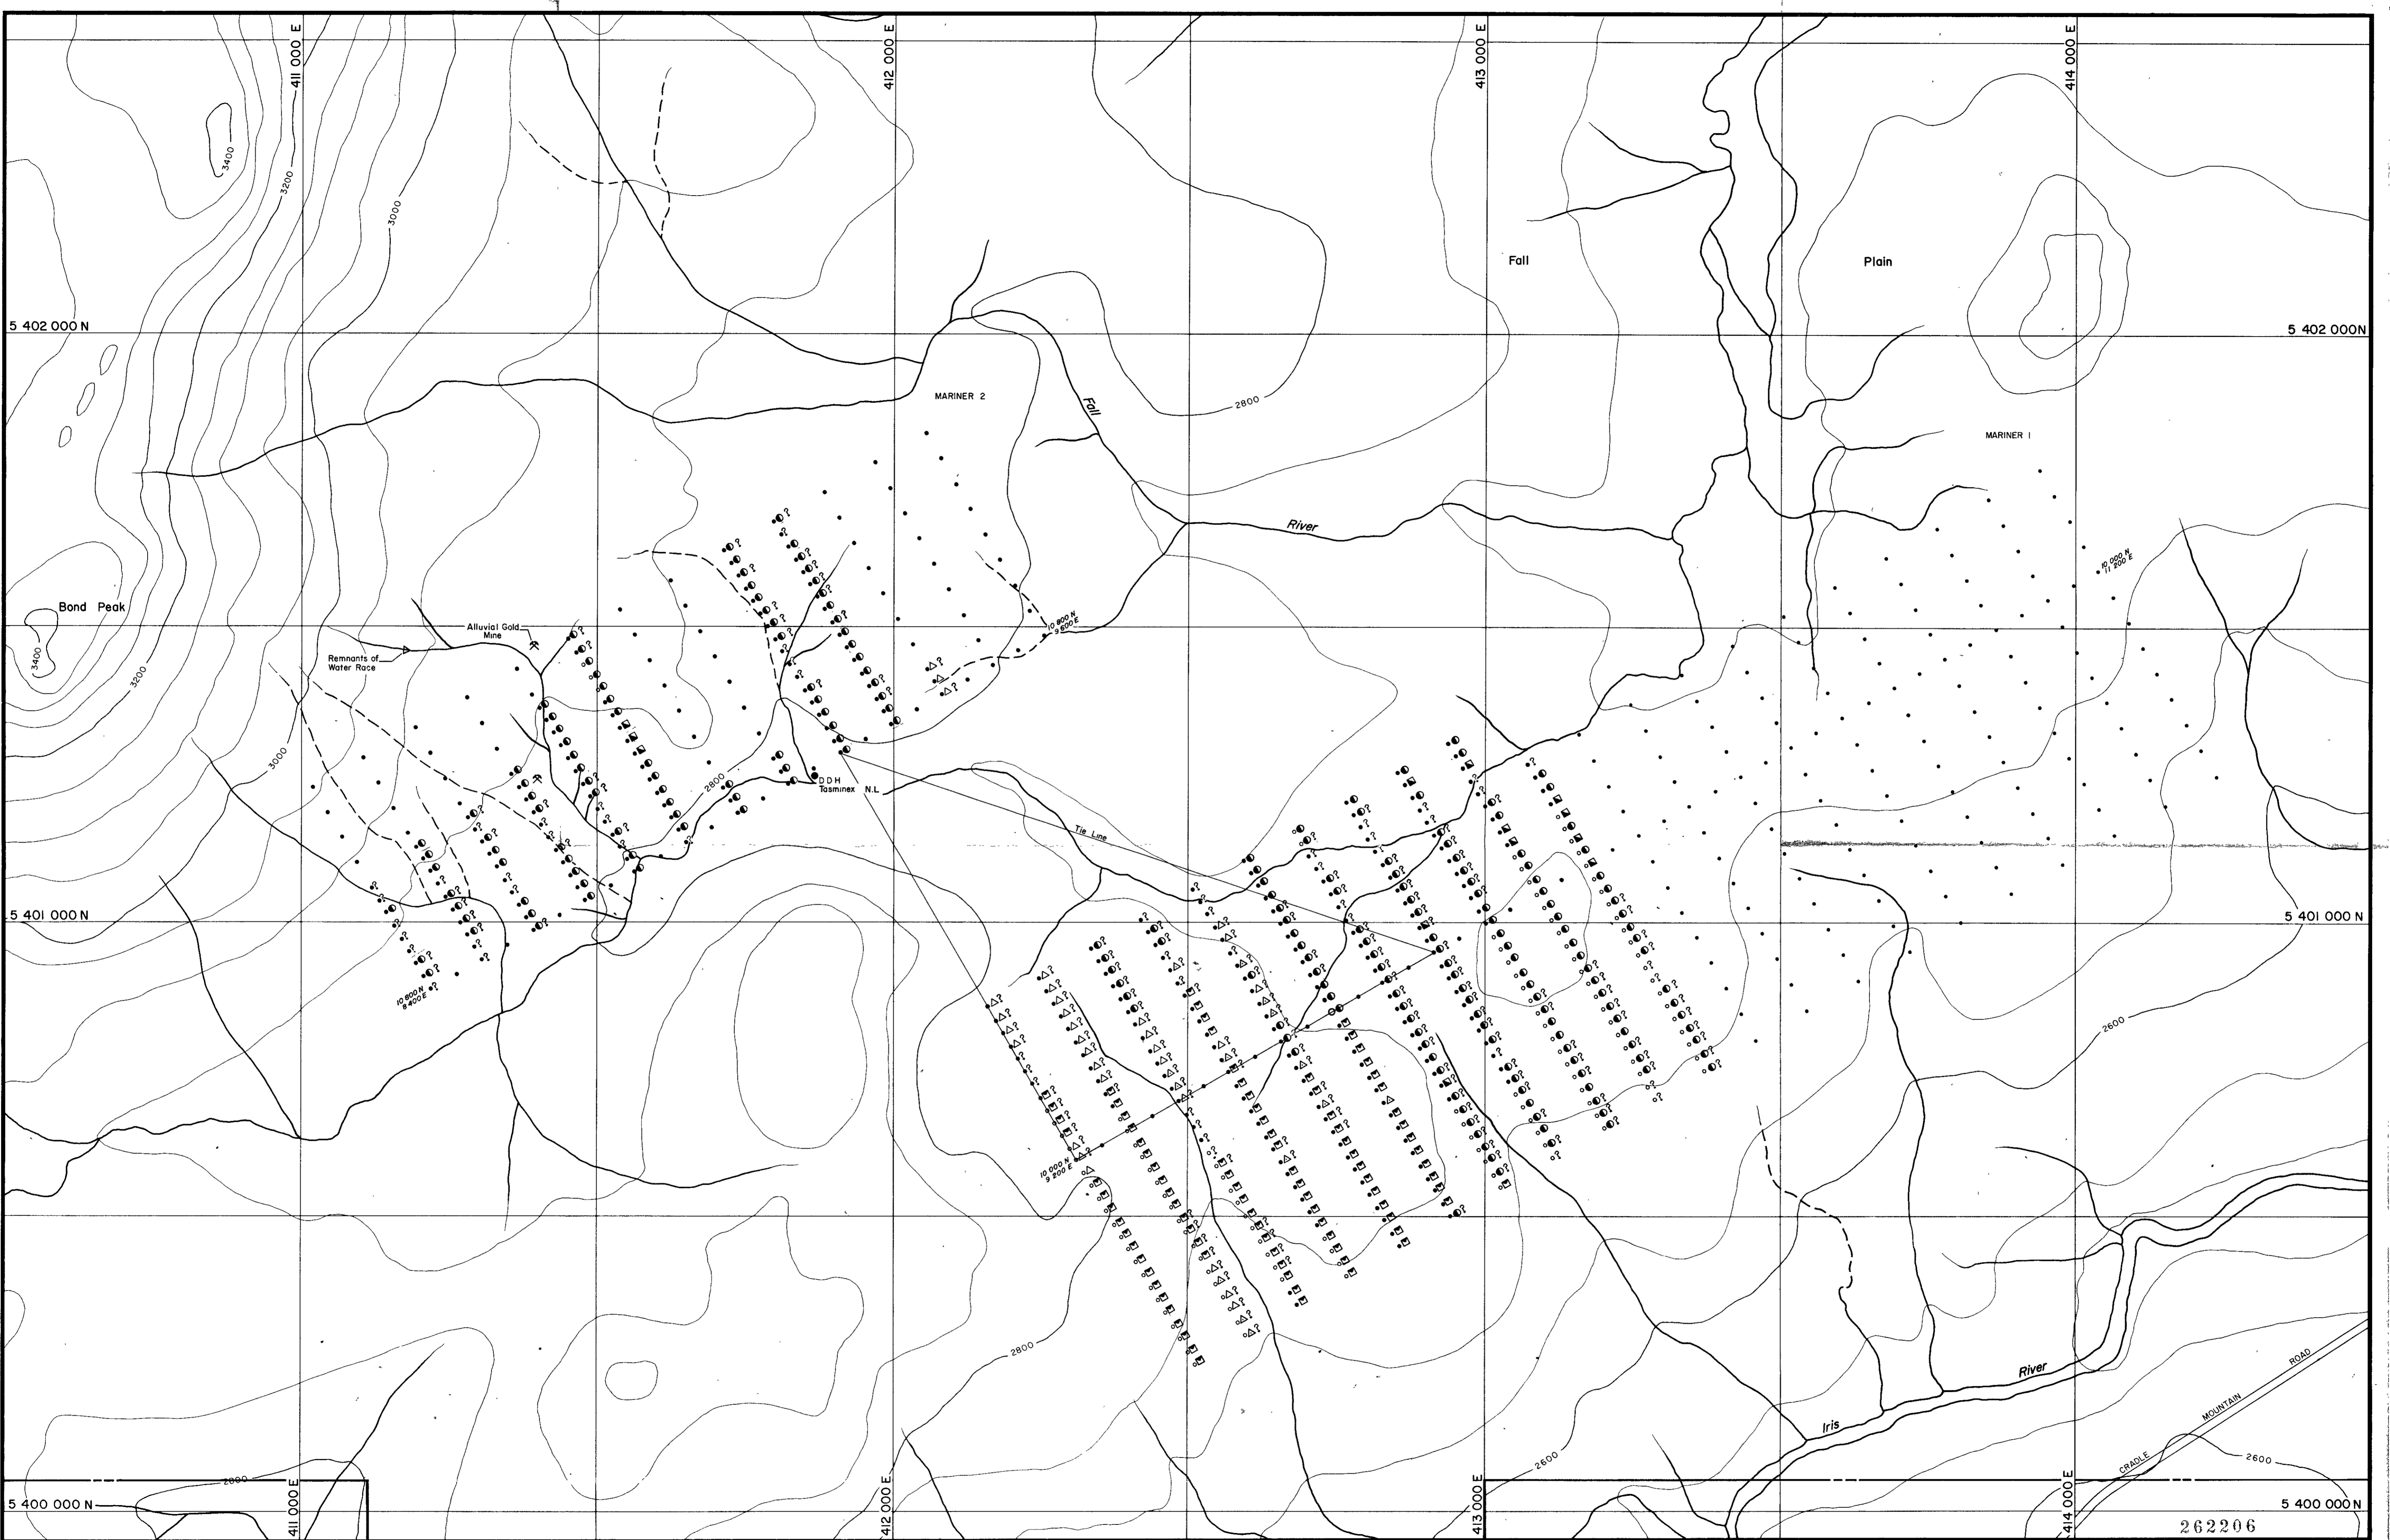 411 000 E
412 000 E
413 000 E
414 000 E
3400
3200
3000
Fall
Plain
5 402 000 N
5 402 000 N
MARINER 2
Fall
2800
MARINER 1
River
10 000 N
11 200 E
Bond Peak
3400
Alluvial Gold
Mine
Remnants of
Water Race
10 800 N
9 600 E
3200
3000
2800
DDH
Tasminex N.L
Tie Line
5 401 000 N
5 401 000 N
10 800 N
8 400 E
2600
10 000 N
9 200 E
2800
River
ROAD
MOUNTAIN
Iris
CRADLE
2600
2600
2800
5 400 000 N
5 400 000 N
411 000 E
412 000 E
413 000 E
414 000 E
262206